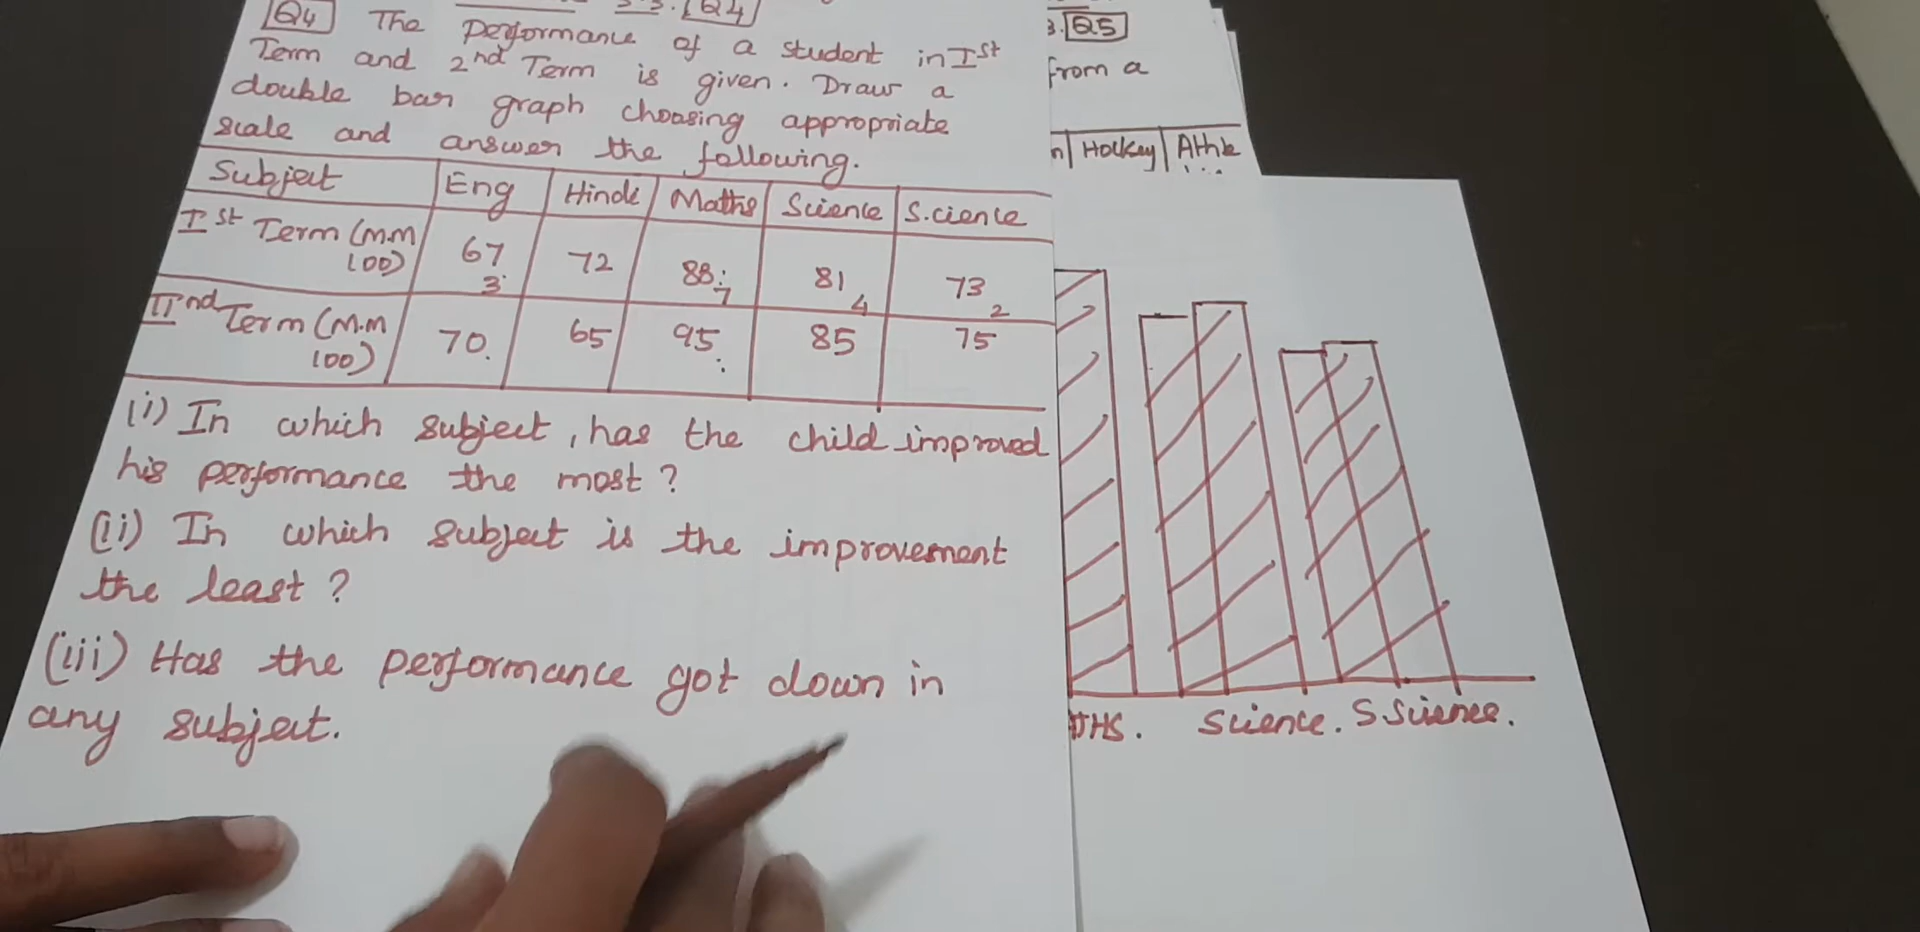 3.3. Q4
Q4 The performance of a student in Ist
Term and 2nd Term is given. Draw a
double bar graph choosing appropriate
scale and answer the following.
Subject Eng Hindi Maths Science S.cience
Ist Term (M.M 100) 67 72 88 81 73
3 7 4 2
IInd Term (M.M 100) 70 65 95 85 75
(i) In which subject, has the child improved
his performance the most?
(ii) In which subject is the improvement
the least?
(iii) Has the performance got down in
any subject.
3. Q5
from a
Hockey
THS. Science. S.Science.